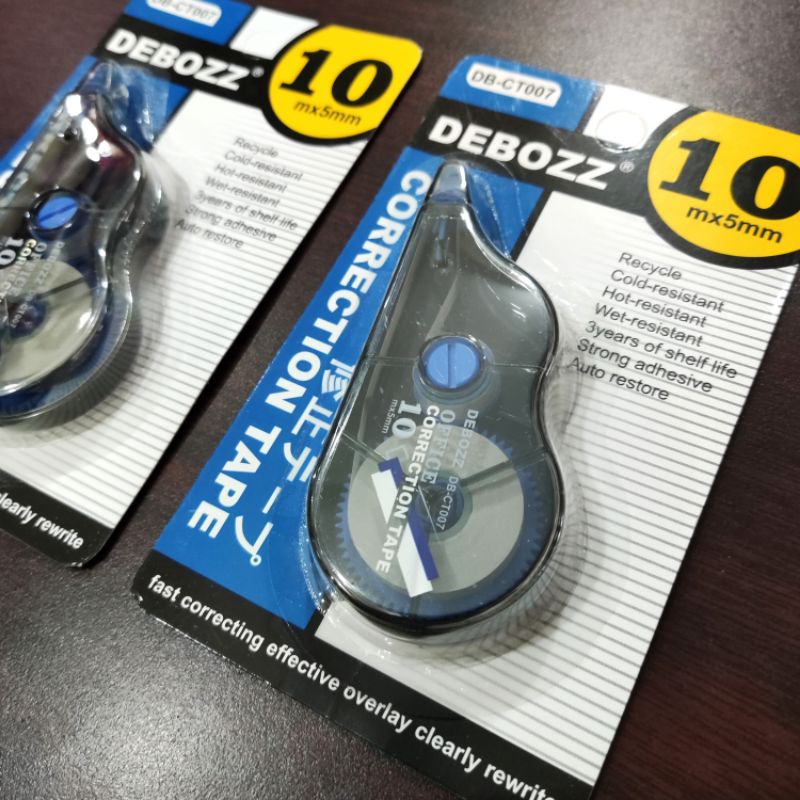 DB-CT007
DEBOZZ®
10
mx5mm
Recycle
Cold-resistant
Hot-resistant
Wet-resistant
3years of shelf life
Strong adhesive
Auto restore
clearly rewrite
DB-CT007
DEBOZZ®
10
mx5mm
Recycle
Cold-resistant
Hot-resistant
Wet-resistant
3years of shelf life
Strong adhesive
Auto restore
CORRECTION TAPE
修正テープ
DEBOZZ DB-CT007
OFFICE
CORRECTION TAPE
10
mx5mm
fast correcting effective overlay clearly rewrite